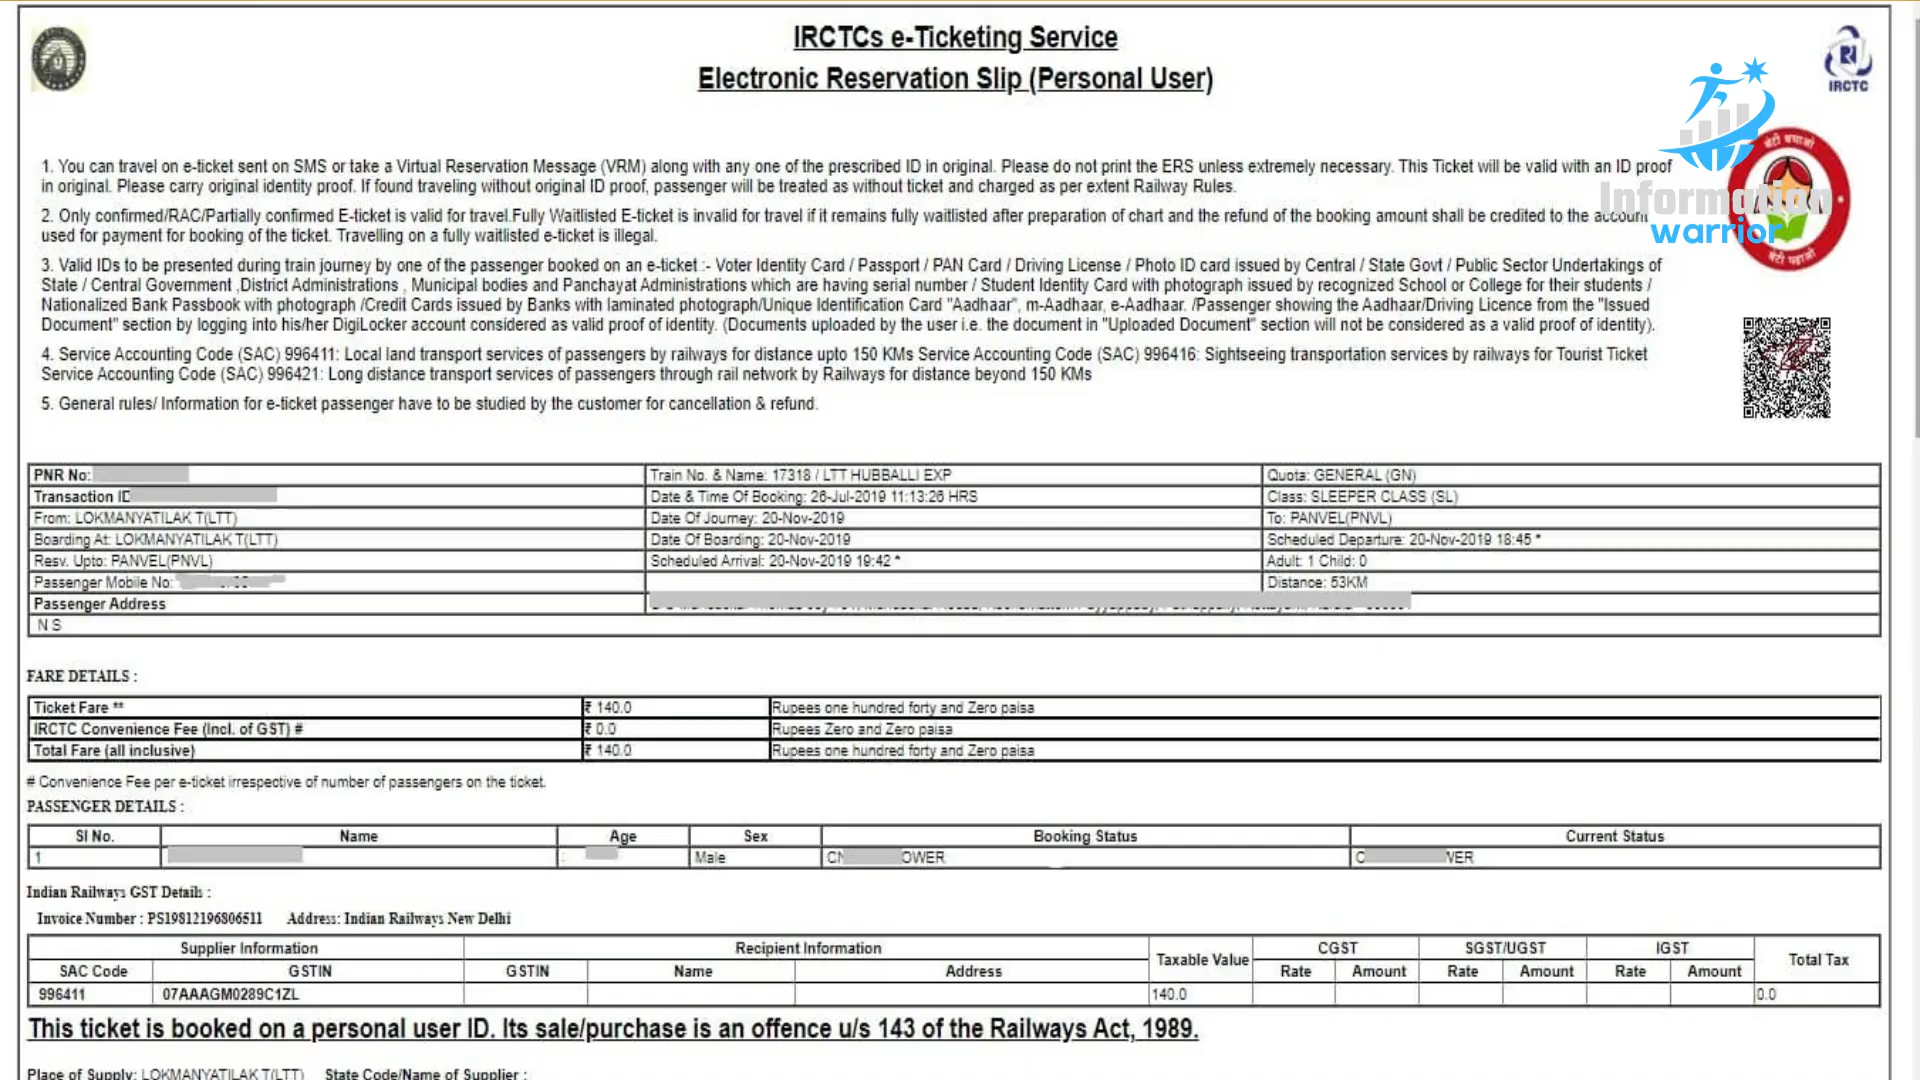 IRCTCs e-Ticketing Service
Electronic Reservation Slip (Personal User)
IRCTC
Information
warrior
बेटी बचाओ
बेटी पढ़ाओ
1. You can travel on e-ticket sent on SMS or take a Virtual Reservation Message (VRM) along with any one of the prescribed ID in original. Please do not print the ERS unless extremely necessary. This Ticket will be valid with an ID proof
in original. Please carry original identity proof. If found traveling without original ID proof, passenger will be treated as without ticket and charged as per extent Railway Rules.
2. Only confirmed/RAC/Partially confirmed E-ticket is valid for travel.Fully Waitlisted E-ticket is invalid for travel if it remains fully waitlisted after preparation of chart and the refund of the booking amount shall be credited to the account
used for payment for booking of the ticket. Travelling on a fully waitlisted e-ticket is illegal.
3. Valid IDs to be presented during train journey by one of the passenger booked on an e-ticket :- Voter Identity Card / Passport / PAN Card / Driving License / Photo ID card issued by Central / State Govt / Public Sector Undertakings of
State / Central Government ,District Administrations , Municipal bodies and Panchayat Administrations which are having serial number / Student Identity Card with photograph issued by recognized School or College for their students /
Nationalized Bank Passbook with photograph /Credit Cards issued by Banks with laminated photograph/Unique Identification Card "Aadhaar", m-Aadhaar, e-Aadhaar. /Passenger showing the Aadhaar/Driving Licence from the "Issued
Document" section by logging into his/her DigiLocker account considered as valid proof of identity. (Documents uploaded by the user i.e. the document in "Uploaded Document" section will not be considered as a valid proof of identity).
4. Service Accounting Code (SAC) 996411: Local land transport services of passengers by railways for distance upto 150 KMs Service Accounting Code (SAC) 996416: Sightseeing transportation services by railways for Tourist Ticket
Service Accounting Code (SAC) 996421: Long distance transport services of passengers through rail network by Railways for distance beyond 150 KMs
5. General rules/ Information for e-ticket passenger have to be studied by the customer for cancellation & refund.
PNR No: Train No. & Name: 17318 / LTT HUBBALLI EXP Quota: GENERAL (GN)
Transaction ID Date & Time Of Booking: 26-Jul-2019 11:13:26 HRS Class: SLEEPER CLASS (SL)
From: LOKMANYATILAK T(LTT) Date Of Journey: 20-Nov-2019 To: PANVEL(PNVL)
Boarding At: LOKMANYATILAK T(LTT) Date Of Boarding: 20-Nov-2019 Scheduled Departure: 20-Nov-2019 18:45 *
Resv. Upto: PANVEL(PNVL) Scheduled Arrival: 20-Nov-2019 19:42 * Adult: 1 Child: 0
Passenger Mobile No: Distance: 53KM
Passenger Address
N S
FARE DETAILS :
Ticket Fare ** ₹ 140.0 Rupees one hundred forty and Zero paisa
IRCTC Convenience Fee (Incl. of GST) # ₹ 0.0 Rupees Zero and Zero paisa
Total Fare (all inclusive) ₹ 140.0 Rupees one hundred forty and Zero paisa
# Convenience Fee per e-ticket irrespective of number of passengers on the ticket.
PASSENGER DETAILS :
Sl No. Name Age Sex Booking Status Current Status
1 Male CN OWER C VER
Indian Railways GST Details :
Invoice Number : PS19812196806511 Address: Indian Railways New Delhi
Supplier Information Recipient Information Taxable Value CGST SGST/UGST IGST Total Tax
SAC Code GSTIN GSTIN Name Address Rate Amount Rate Amount Rate Amount
996411 07AAAGM0289C1ZL 140.0 0.0
This ticket is booked on a personal user ID. Its sale/purchase is an offence u/s 143 of the Railways Act, 1989.
Place of Supply: LOKMANYATILAK T(LTT) State Code/Name of Supplier :